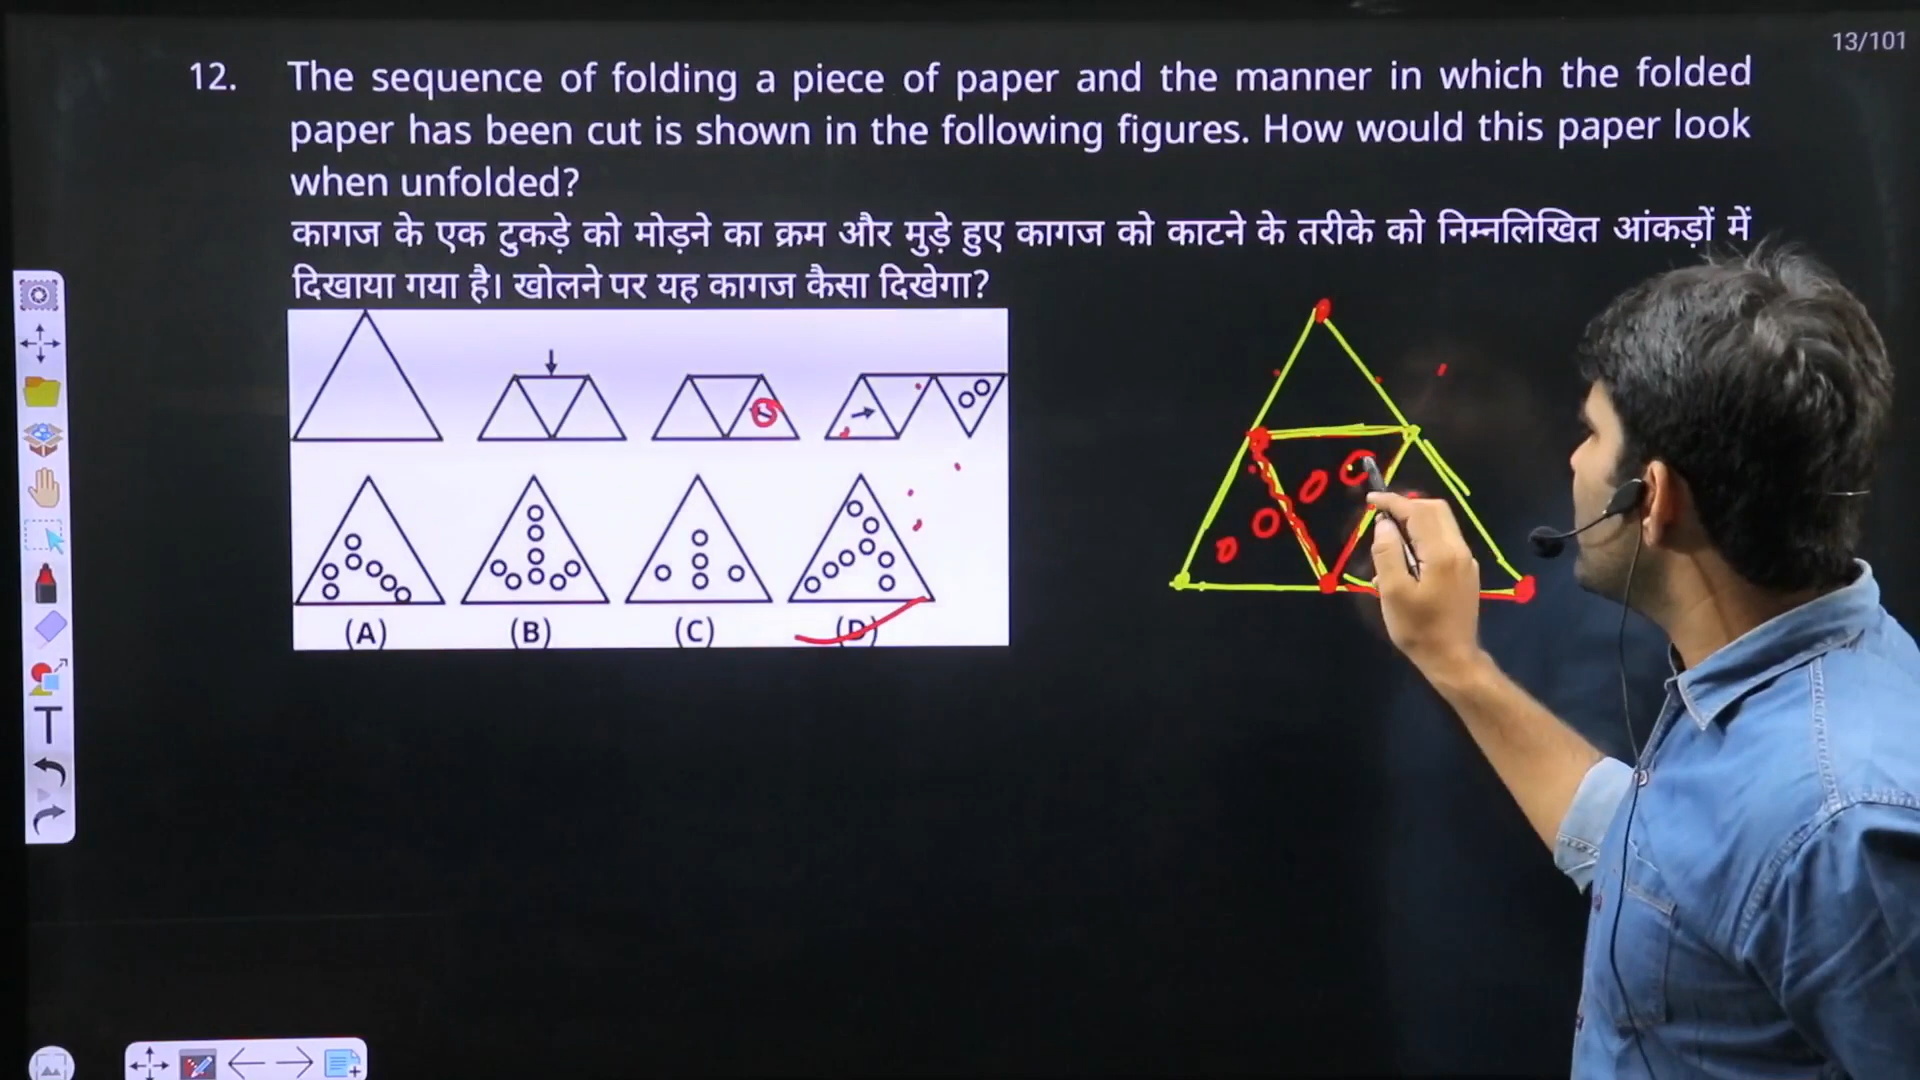 13/101
12. The sequence of folding a piece of paper and the manner in which the folded
paper has been cut is shown in the following figures. How would this paper look
when unfolded?
कागज के एक टुकड़े को मोड़ने का क्रम और मुड़े हुए कागज को काटने के तरीके को निम्नलिखित आंकड़ों में
दिखाया गया है। खोलने पर यह कागज कैसा दिखेगा?
(A) (B) (C) (D)
T